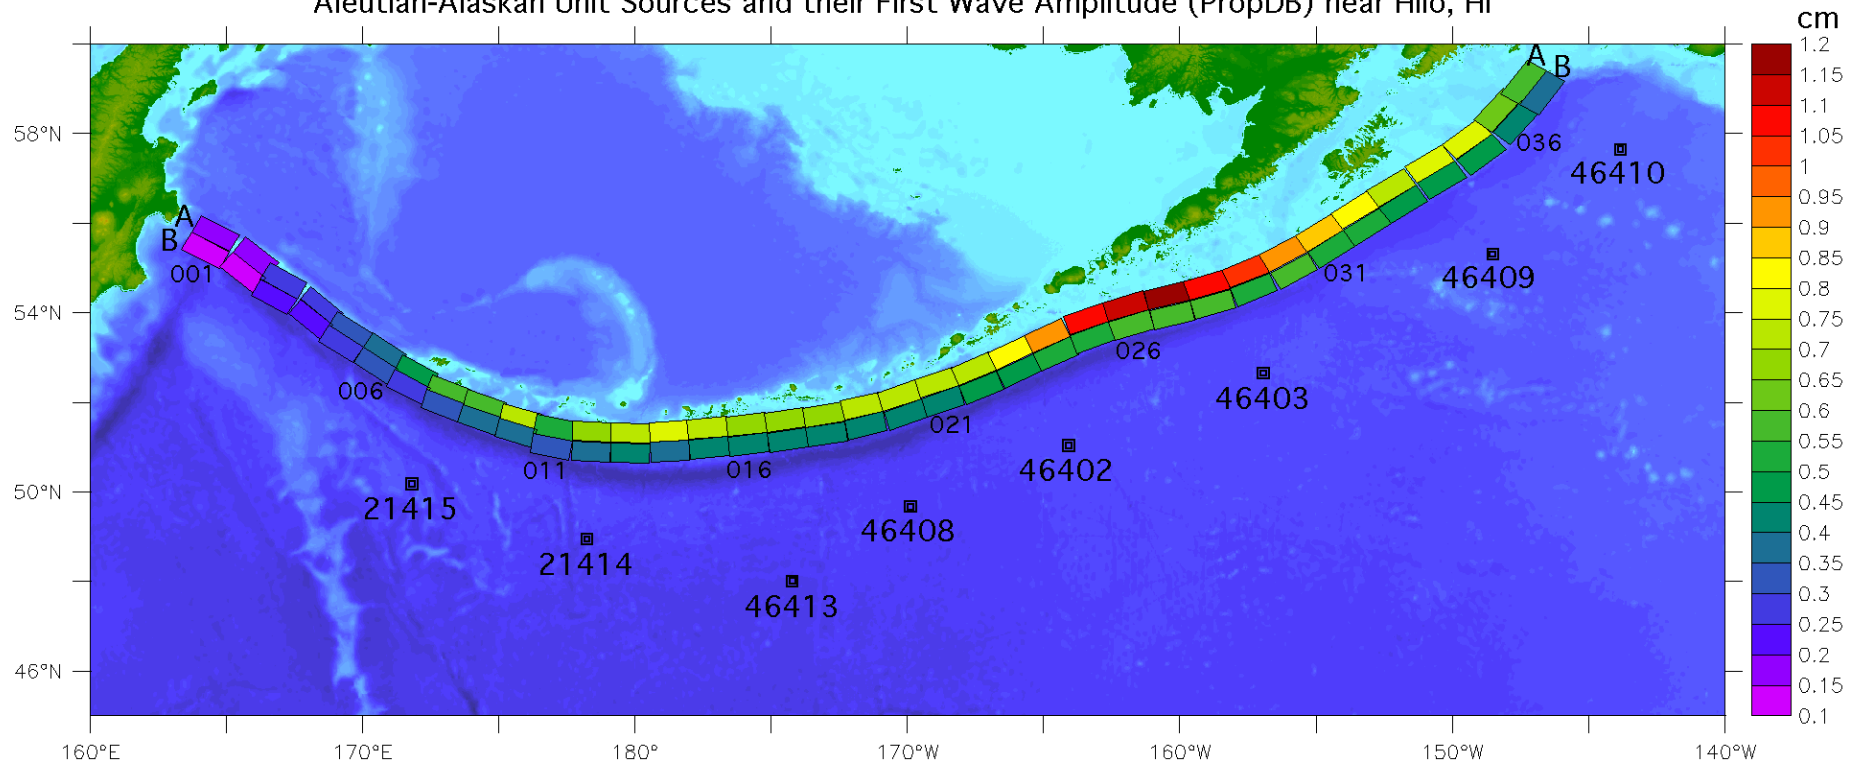 Aleutian-Alaskan Unit Sources and their First Wave Amplitude (PropDB) near Hilo, HI
cm
1.2
1.15
1.1
1.05
1
0.95
0.9
0.85
0.8
0.75
0.7
0.65
0.6
0.55
0.5
0.45
0.4
0.35
0.3
0.25
0.2
0.15
0.1
58°N
54°N
50°N
46°N
A
B
036
46410
A
B
001
031
46409
026
006
46403
021
011
016
46402
21415
46408
21414
46413
160°E
170°E
180°
170°W
160°W
150°W
140°W